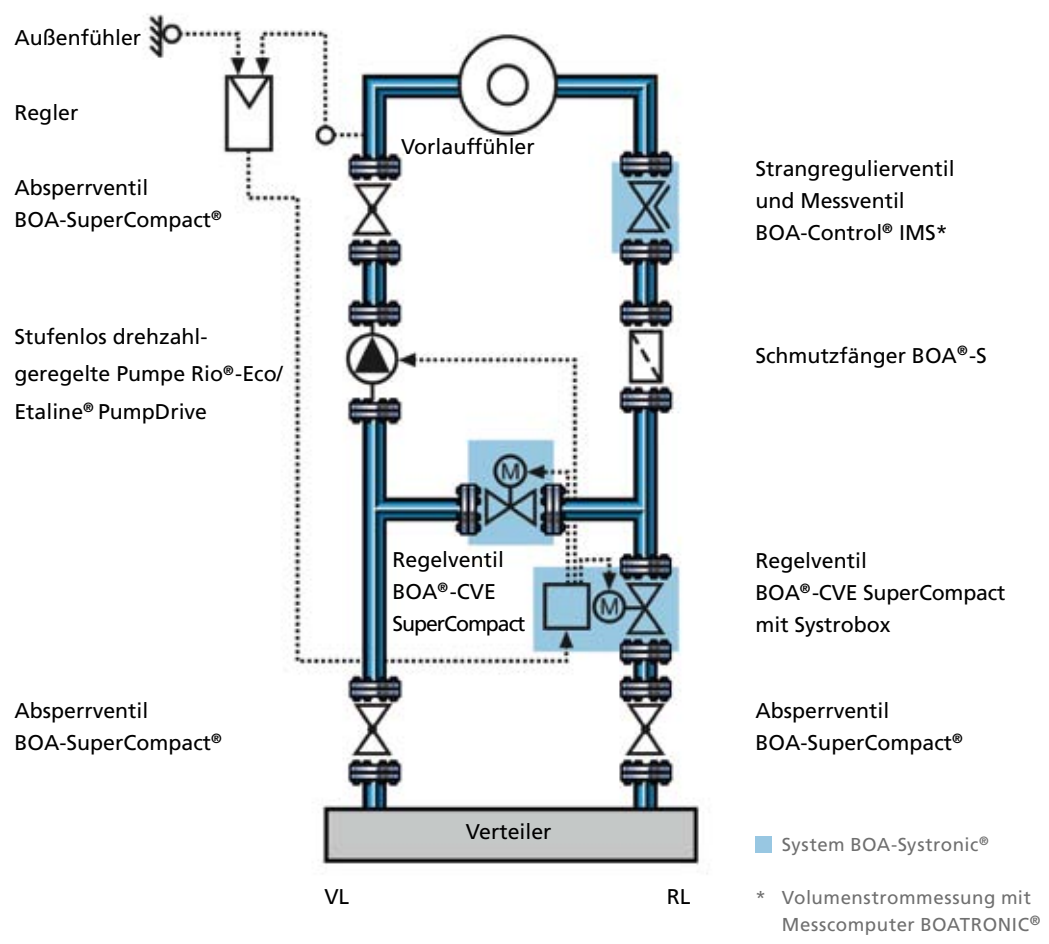 Außenfühler
Regler
Vorlauffühler
Absperrventil
BOA-SuperCompact®
Strangregulierventil
und Messventil
BOA-Control® IMS*
Stufenlos drehzahl-
geregelte Pumpe Rio®-Eco/
Etaline® PumpDrive
Schmutzfänger BOA®-S
M
Regelventil
BOA®-CVE
SuperCompact
M
Regelventil
BOA®-CVE SuperCompact
mit Systrobox
Absperrventil
BOA-SuperCompact®
Absperrventil
BOA-SuperCompact®
Verteiler
VL
RL
System BOA-Systronic®
* Volumenstrommessung mit
Messcomputer BOATRONIC®